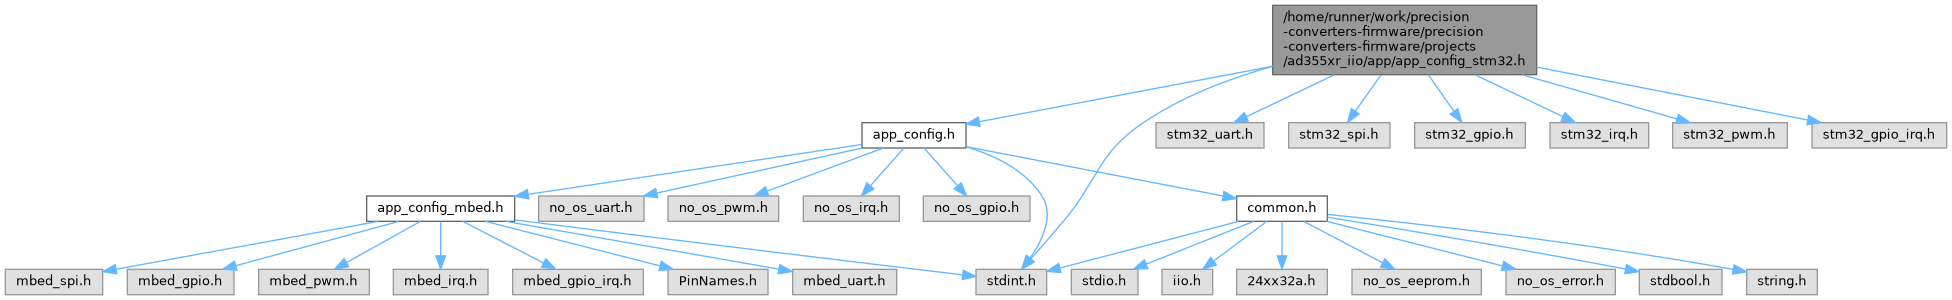 /home/runner/work/precision
-converters-firmware/precision
-converters-firmware/projects
/ad355xr_iio/app/app_config_stm32.h
app_config.h
stm32_uart.h
stm32_spi.h
stm32_gpio.h
stm32_irq.h
stm32_pwm.h
stm32_gpio_irq.h
app_config_mbed.h
no_os_uart.h
no_os_pwm.h
no_os_irq.h
no_os_gpio.h
common.h
mbed_spi.h
mbed_gpio.h
mbed_pwm.h
mbed_irq.h
mbed_gpio_irq.h
PinNames.h
mbed_uart.h
stdint.h
stdio.h
iio.h
24xx32a.h
no_os_eeprom.h
no_os_error.h
stdbool.h
string.h